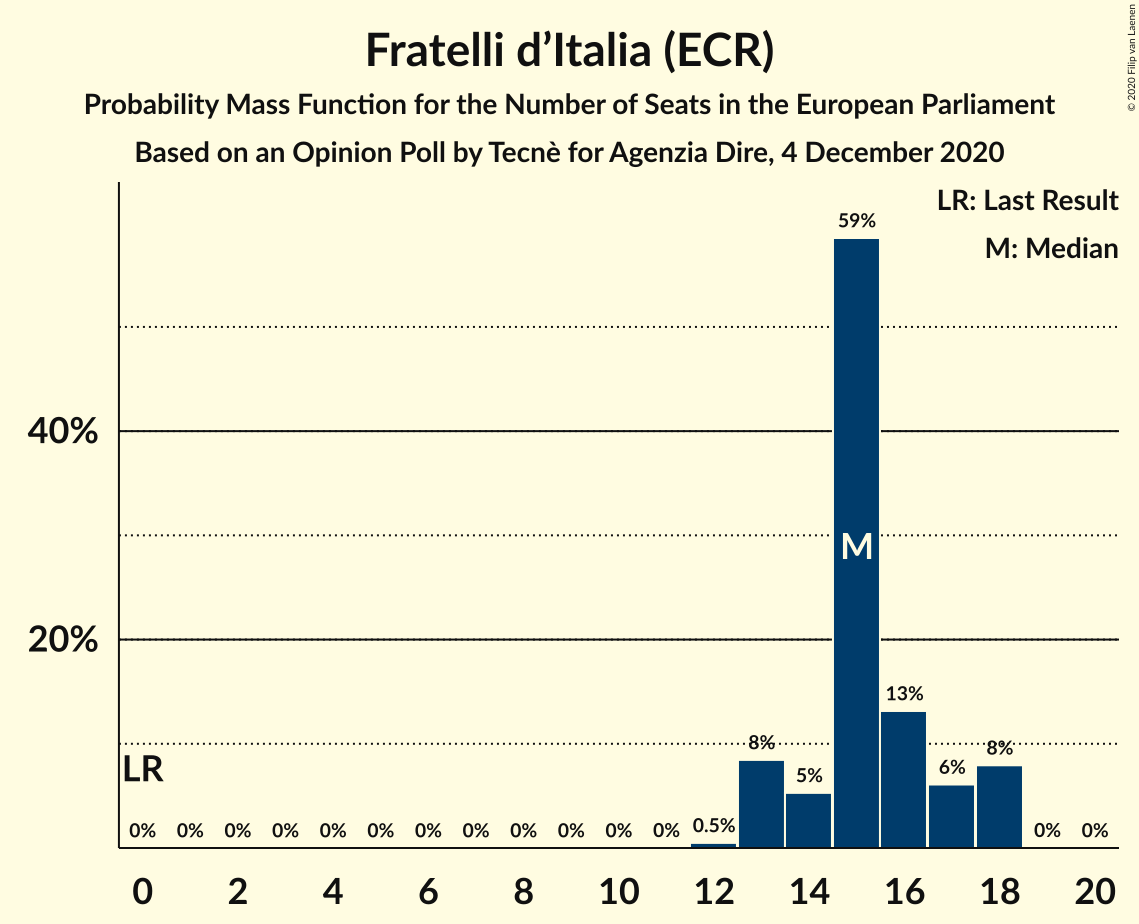 Fratelli d’Italia (ECR)
Probability Mass Function for the Number of Seats in the European Parliament
Based on an Opinion Poll by Tecnè for Agenzia Dire, 4 December 2020
© 2020 Filip van Laenen
LR: Last Result
M: Median
59%
40%
M
20%
13%
8%
8%
6%
5%
LR
0% 0% 0% 0% 0% 0% 0% 0% 0% 0% 0% 0% 0.5% 0% 0%
0 2 4 6 8 10 12 14 16 18 20